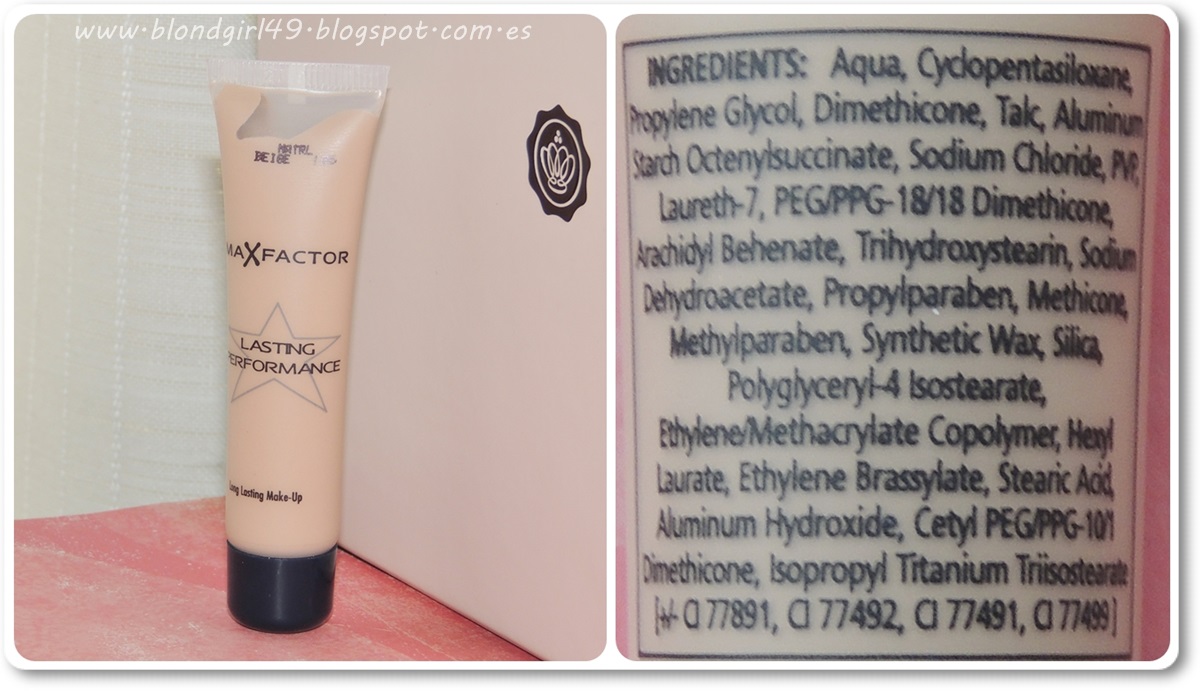 www.blondgirl49.blogspot.com.es
NATRL
BEIGE
MAXFACTOR
LASTING
PERFORMANCE
Long Lasting Make-Up
INGREDIENTS: Aqua, Cyclopentasiloxane,
Propylene Glycol, Dimethicone, Talc, Aluminum
Starch Octenylsuccinate, Sodium Chloride, PVP,
Laureth-7, PEG/PPG-18/18 Dimethicone,
Arachidyl Behenate, Trihydroxystearin, Sodium
Dehydroacetate, Propylparaben, Methicone,
Methylparaben, Synthetic Wax, Silica,
Polyglyceryl-4 Isostearate,
Ethylene/Methacrylate Copolymer, Hexyl
Laurate, Ethylene Brassylate, Stearic Acid,
Aluminum Hydroxide, Cetyl PEG/PPG-10/1
Dimethicone, Isopropyl Titanium Triisostearate
[+/- CI 77891, CI 77492, CI 77491, CI 77499]